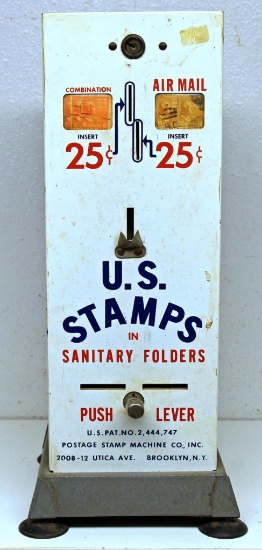 COMBINATION AIR MAIL
INSERT INSERT
25¢ 25¢
U.S.
STAMPS
IN
SANITARY FOLDERS
PUSH LEVER
U.S. PAT. NO. 2,444,747
POSTAGE STAMP MACHINE CO., INC.
2008-12 UTICA AVE. BROOKLYN, N.Y.